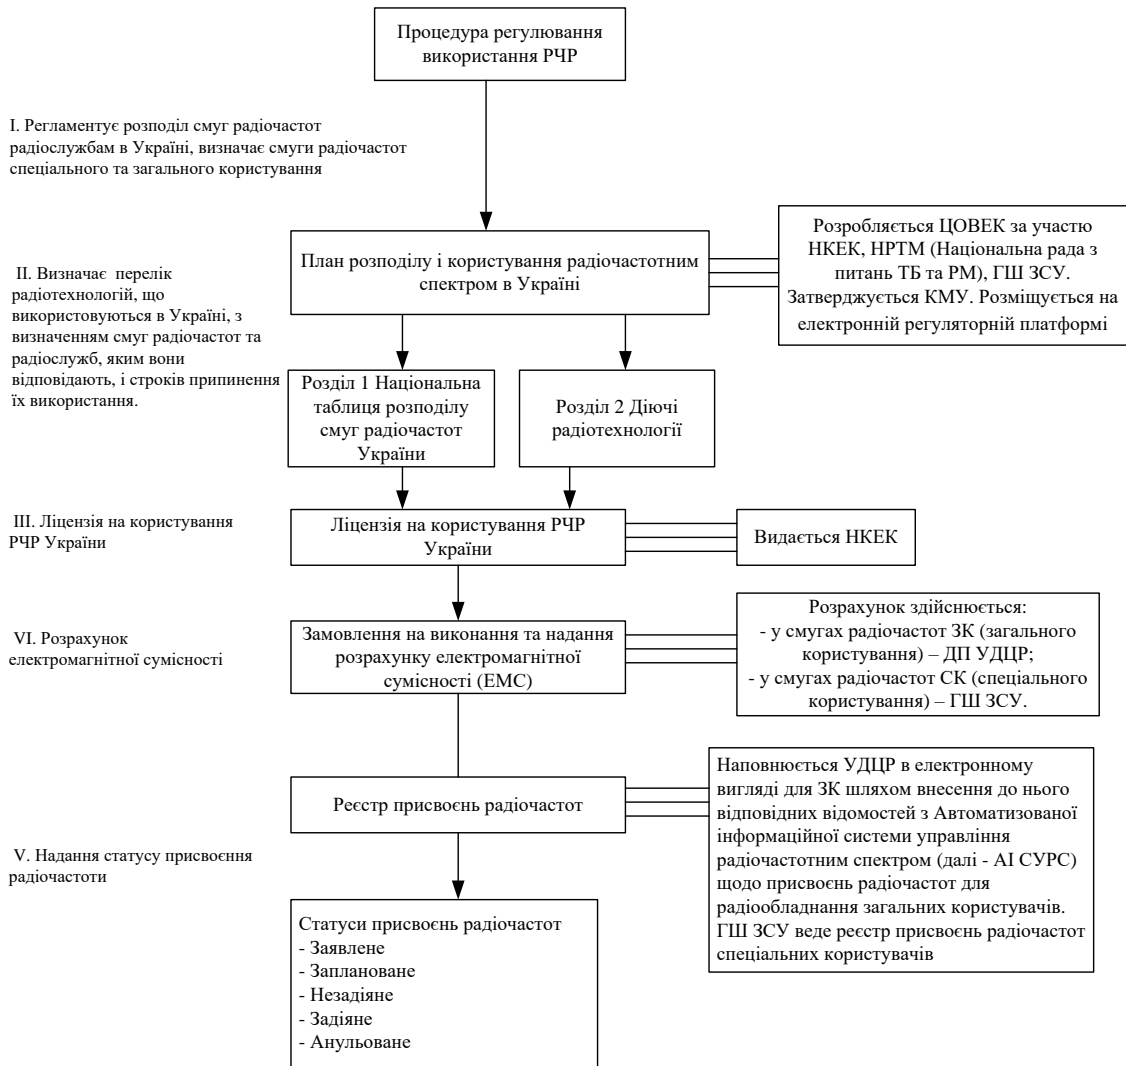 Процедура регулювання
використання РЧР
І. Регламентує розподіл смуг радіочастот
радіослужбам в Україні, визначає смуги радіочастот
спеціального та загального користування
План розподілу і користування радіочастотним
спектром в Україні
Розробляється ЦОВЕК за участю
НКЕК, НРТМ (Національна рада з
питань ТБ та РМ), ГШ ЗСУ.
Затверджується КМУ. Розміщується на
електронній регуляторній платформі
ІІ. Визначає перелік
радіотехнологій, що
використовуються в Україні, з
визначенням смуг радіочастот та
радіослужб, яким вони
відповідають, і строків припинення
їх використання.
Розділ 1 Національна
таблиця розподілу
смуг радіочастот
України
Розділ 2 Діючі
радіотехнології
ІІІ. Ліцензія на користування
РЧР України
Ліцензія на користування РЧР
України
Видається НКЕК
VI. Розрахунок
електромагнітної сумісності
Замовлення на виконання та надання
розрахунку електромагнітної
сумісності (ЕМС)
Розрахунок здійснюється:
- у смугах радіочастот ЗК (загального
користування) – ДП УДЦР;
- у смугах радіочастот СК (спеціального
користування) – ГШ ЗСУ.
Реєстр присвоєнь радіочастот
Наповнюється УДЦР в електронному
вигляді для ЗК шляхом внесення до нього
відповідних відомостей з Автоматизованої
інформаційної системи управління
радіочастотним спектром (далі - АІ СУРС)
щодо присвоєнь радіочастот для
радіообладнання загальних користувачів.
ГШ ЗСУ веде реєстр присвоєнь радіочастот
спеціальних користувачів
V. Надання статусу присвоєння
радіочастоти
Статуси присвоєнь радіочастот
- Заявлене
- Заплановане
- Незадіяне
- Задіяне
- Анульоване